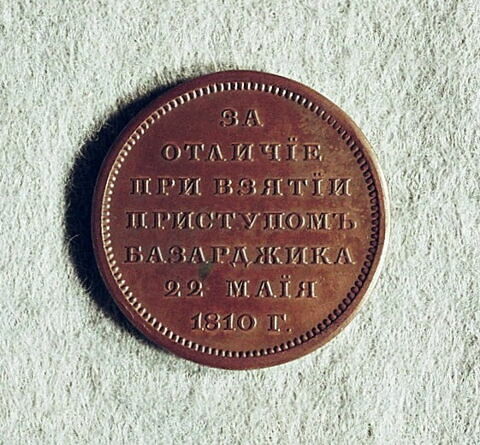 ЗА
ОТЛИЧІЕ
ПРИ ВЗЯТІИ
ПРИСТУПОМЪ
БАЗАРДЖИКА
22 МАІЯ
1810 Г.